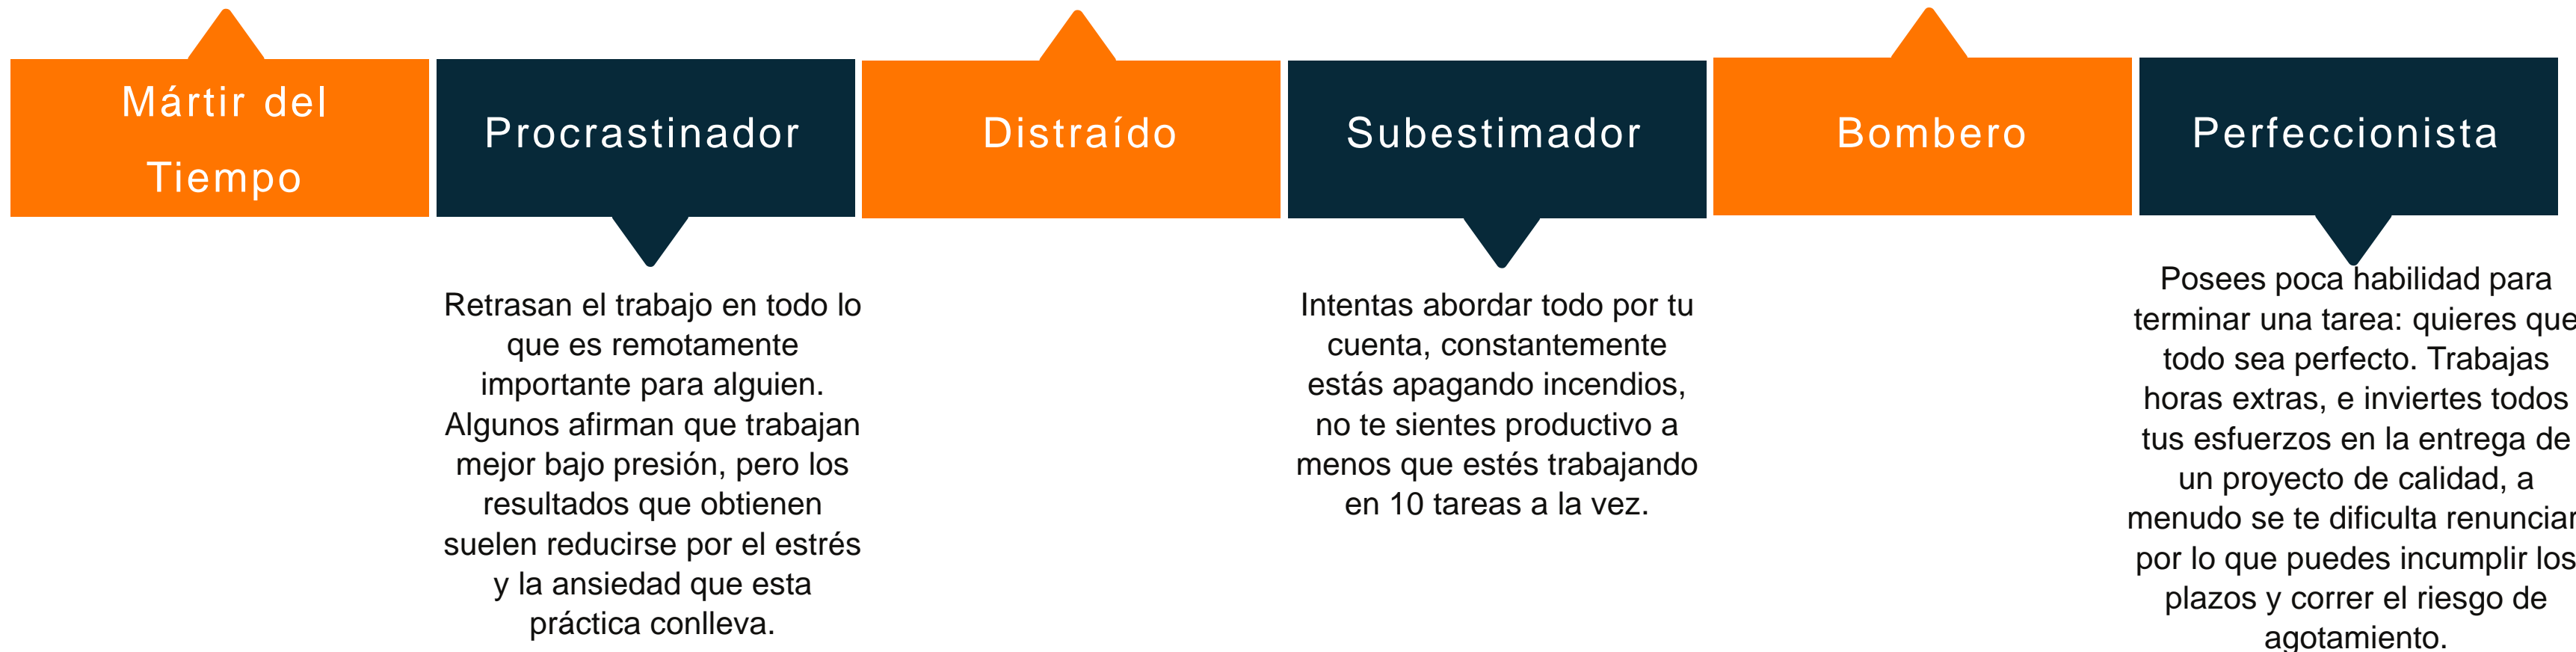 Mártir del
Tiempo
Procrastinador
Distraído
Subestimador
Bombero
Perfeccionista
Retrasan el trabajo en todo lo
que es remotamente
importante para alguien.
Algunos afirman que trabajan
mejor bajo presión, pero los
resultados que obtienen
suelen reducirse por el estrés
y la ansiedad que esta
práctica conlleva.
Intentas abordar todo por tu
cuenta, constantemente
estás apagando incendios,
no te sientes productivo a
menos que estés trabajando
en 10 tareas a la vez.
Posees poca habilidad para
terminar una tarea: quieres que
todo sea perfecto. Trabajas
horas extras, e inviertes todos
tus esfuerzos en la entrega de
un proyecto de calidad, a
menudo se te dificulta renunciar
por lo que puedes incumplir los
plazos y correr el riesgo de
agotamiento.